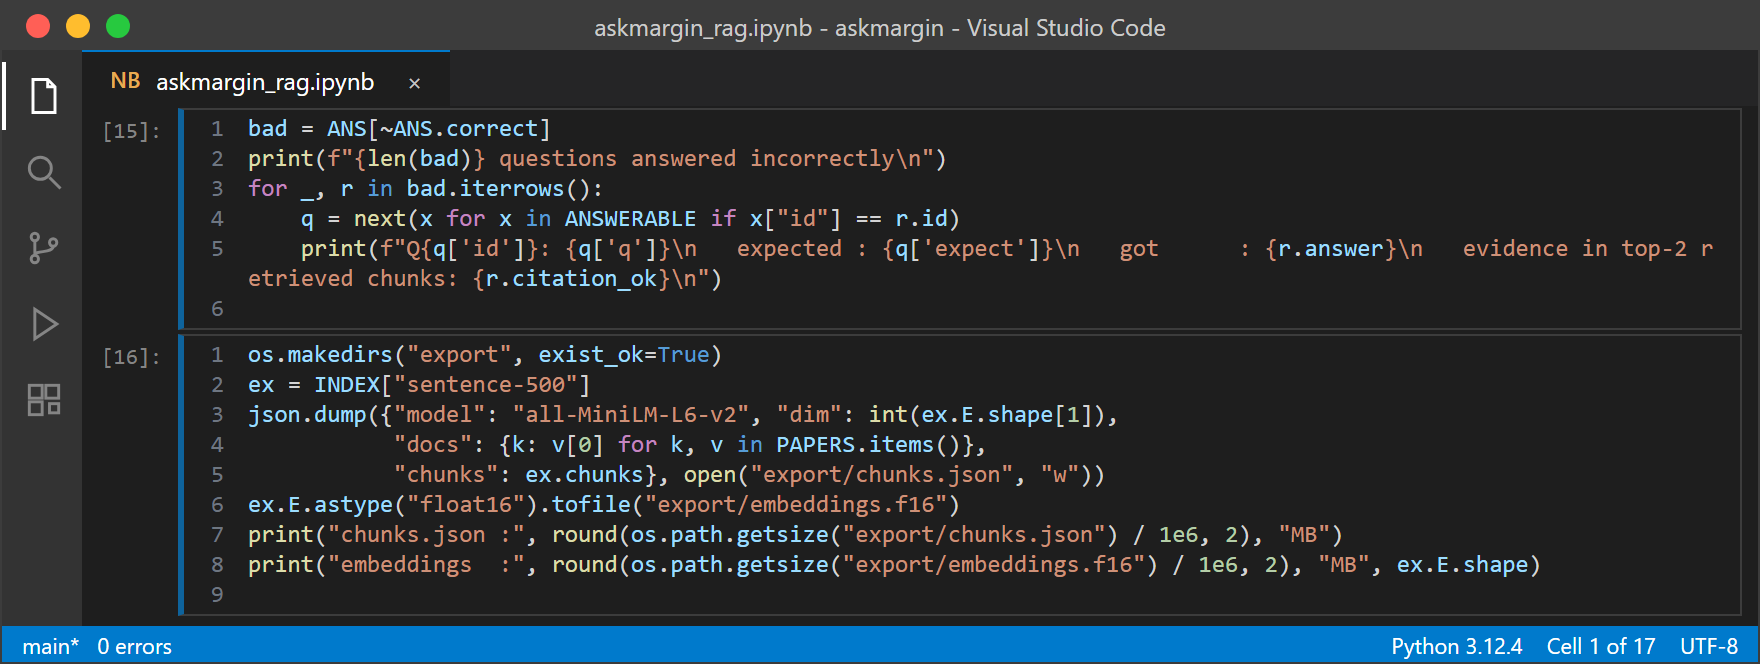 askmargin_rag.ipynb - askmargin - Visual Studio Code
NB askmargin_rag.ipynb ×
[15]:
1 bad = ANS[~ANS.correct]
2 print(f"{len(bad)} questions answered incorrectly\n")
3 for _, r in bad.iterrows():
4     q = next(x for x in ANSWERABLE if x["id"] == r.id)
5     print(f"Q{q['id']}: {q['q']}\n   expected : {q['expect']}\n   got      : {r.answer}\n   evidence in top-2 r
etrieved chunks: {r.citation_ok}\n")
6
[16]:
1 os.makedirs("export", exist_ok=True)
2 ex = INDEX["sentence-500"]
3 json.dump({"model": "all-MiniLM-L6-v2", "dim": int(ex.E.shape[1]),
4            "docs": {k: v[0] for k, v in PAPERS.items()},
5            "chunks": ex.chunks}, open("export/chunks.json", "w"))
6 ex.E.astype("float16").tofile("export/embeddings.f16")
7 print("chunks.json :", round(os.path.getsize("export/chunks.json") / 1e6, 2), "MB")
8 print("embeddings  :", round(os.path.getsize("export/embeddings.f16") / 1e6, 2), "MB", ex.E.shape)
9
main* 0 errors Python 3.12.4 Cell 1 of 17 UTF-8